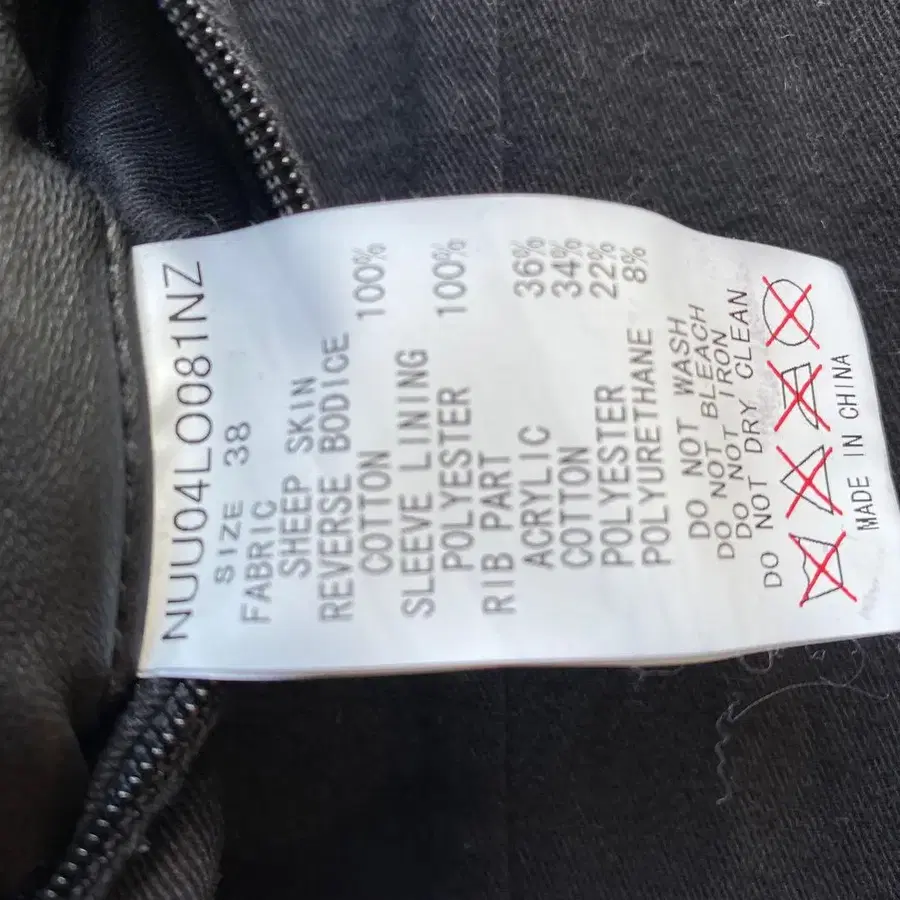 NUU04LO081NZ
SIZE 38
FABRIC
SHEEP SKIN
REVERSE BODICE
COTTON 100%
SLEEVE LINING
POLYESTER 100%
RIB PART
ACRYLIC 36%
COTTON 34%
POLYESTER 22%
POLYURETHANE 8%
DO NOT WASH
DO NOT BLEACH
DO NOT IRON
DO NOT DRY CLEAN
MADE IN CHINA